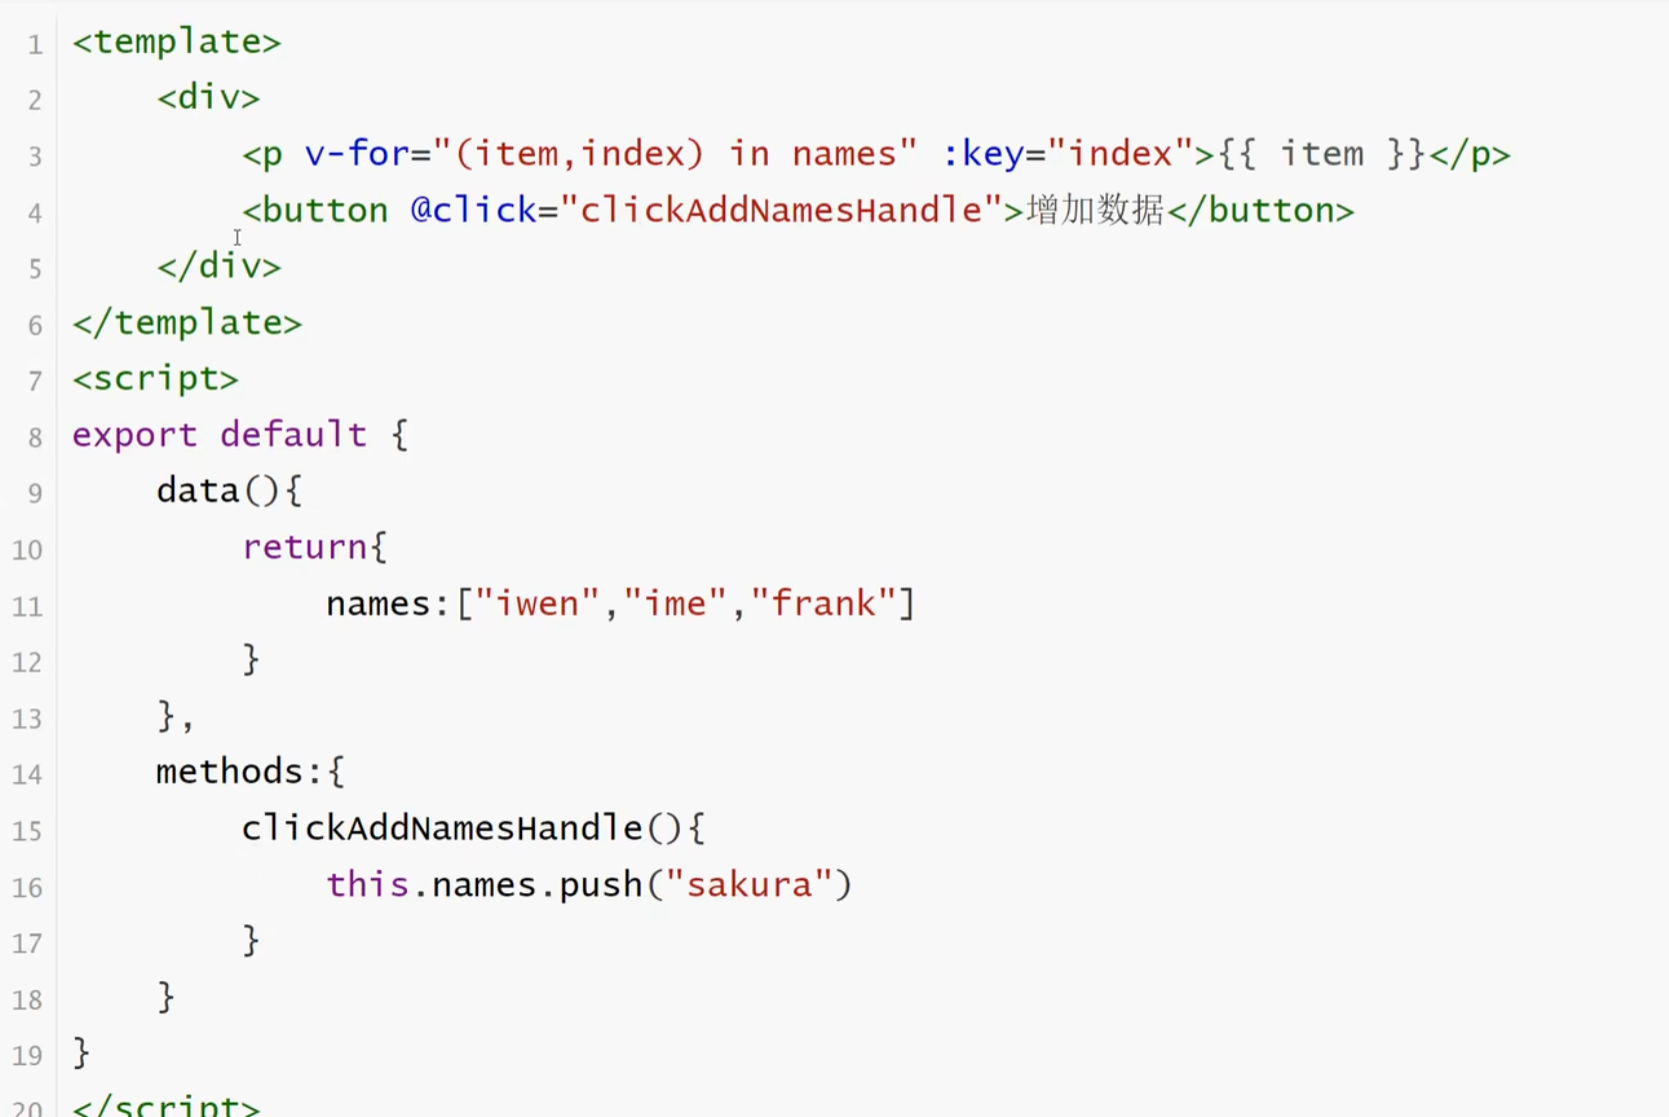 1 <template>
2 <div>
3 <p v-for="(item,index) in names" :key="index">{{ item }}</p>
4 <button @click="clickAddNamesHandle">增加数据</button>
5 </div>
6 </template>
7 <script>
8 export default {
9 data(){
10 return{
11 names:["iwen","ime","frank"]
12 }
13 },
14 methods:{
15 clickAddNamesHandle(){
16 this.names.push("sakura")
17 }
18 }
19 }
20 </script>